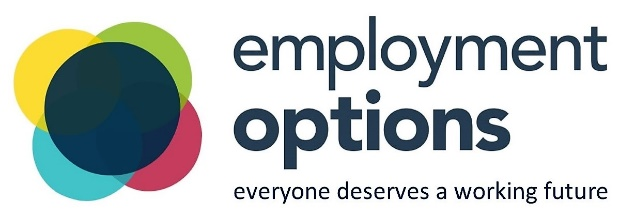 employment
options
everyone deserves a working future